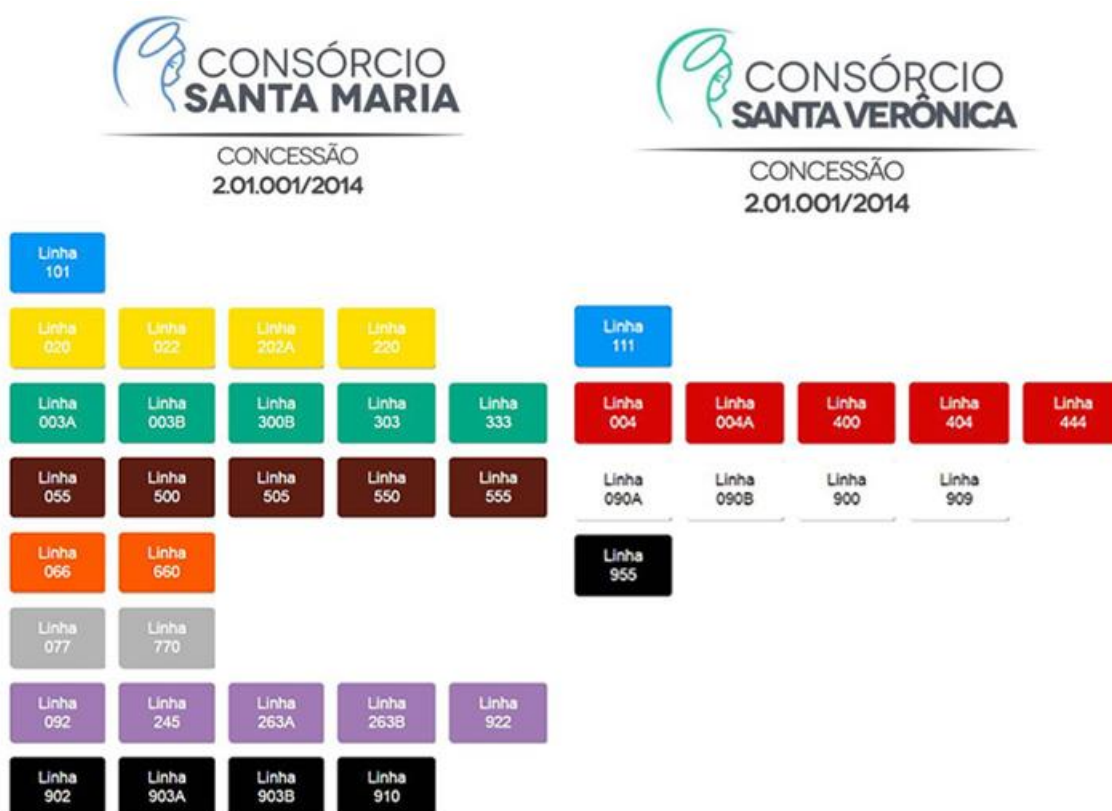 CONSÓRCIO
SANTA MARIA
CONCESSÃO
2.01.001/2014
Linha
101
Linha
020
Linha
022
Linha
202A
Linha
220
Linha
003A
Linha
003B
Linha
300B
Linha
303
Linha
333
Linha
055
Linha
500
Linha
505
Linha
550
Linha
555
Linha
066
Linha
660
Linha
077
Linha
770
Linha
092
Linha
245
Linha
263A
Linha
263B
Linha
922
Linha
902
Linha
903A
Linha
903B
Linha
910
CONSÓRCIO
SANTA VERÔNICA
CONCESSÃO
2.01.001/2014
Linha
111
Linha
004
Linha
004A
Linha
400
Linha
404
Linha
444
Linha
090A
Linha
090B
Linha
900
Linha
909
Linha
955